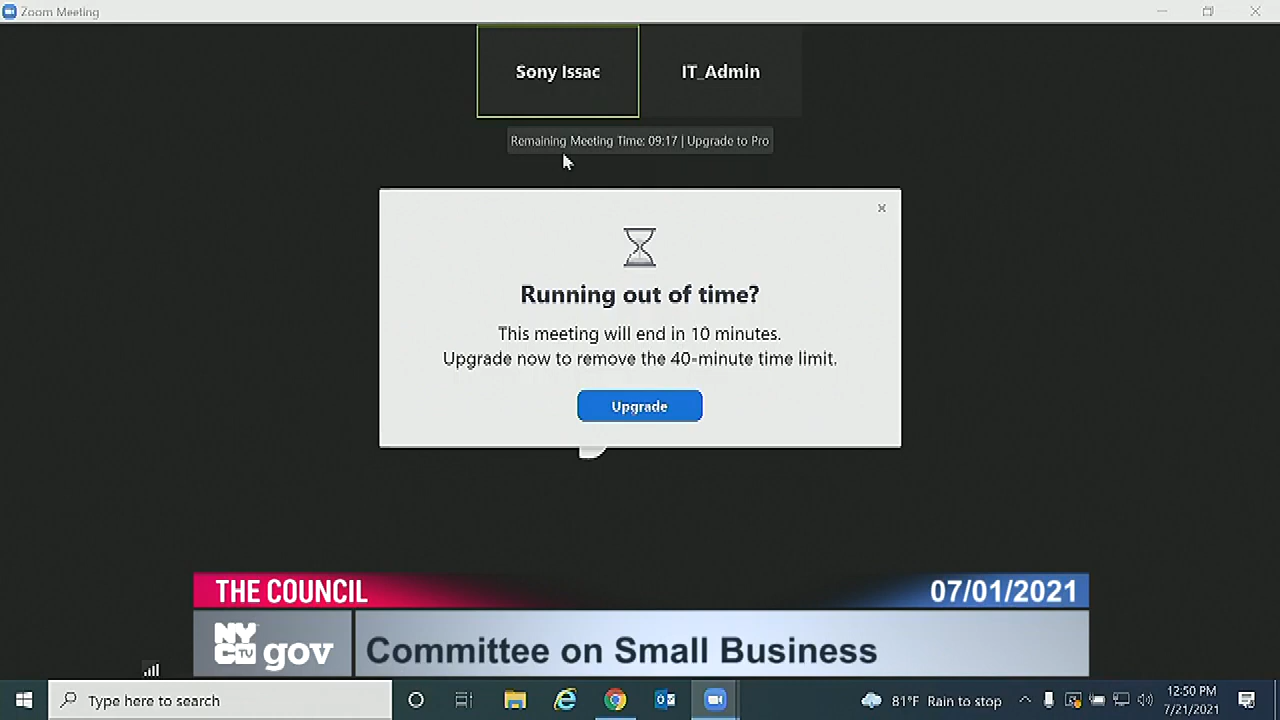 Zoom Meeting
Sony Issac
IT_Admin
Remaining Meeting Time: 09:17 | Upgrade to Pro
Running out of time?
This meeting will end in 10 minutes.
Upgrade now to remove the 40-minute time limit.
Upgrade
THE COUNCIL
07/01/2021
NYC TV gov
Committee on Small Business
Type here to search
81°F Rain to stop
12:50 PM
7/21/2021